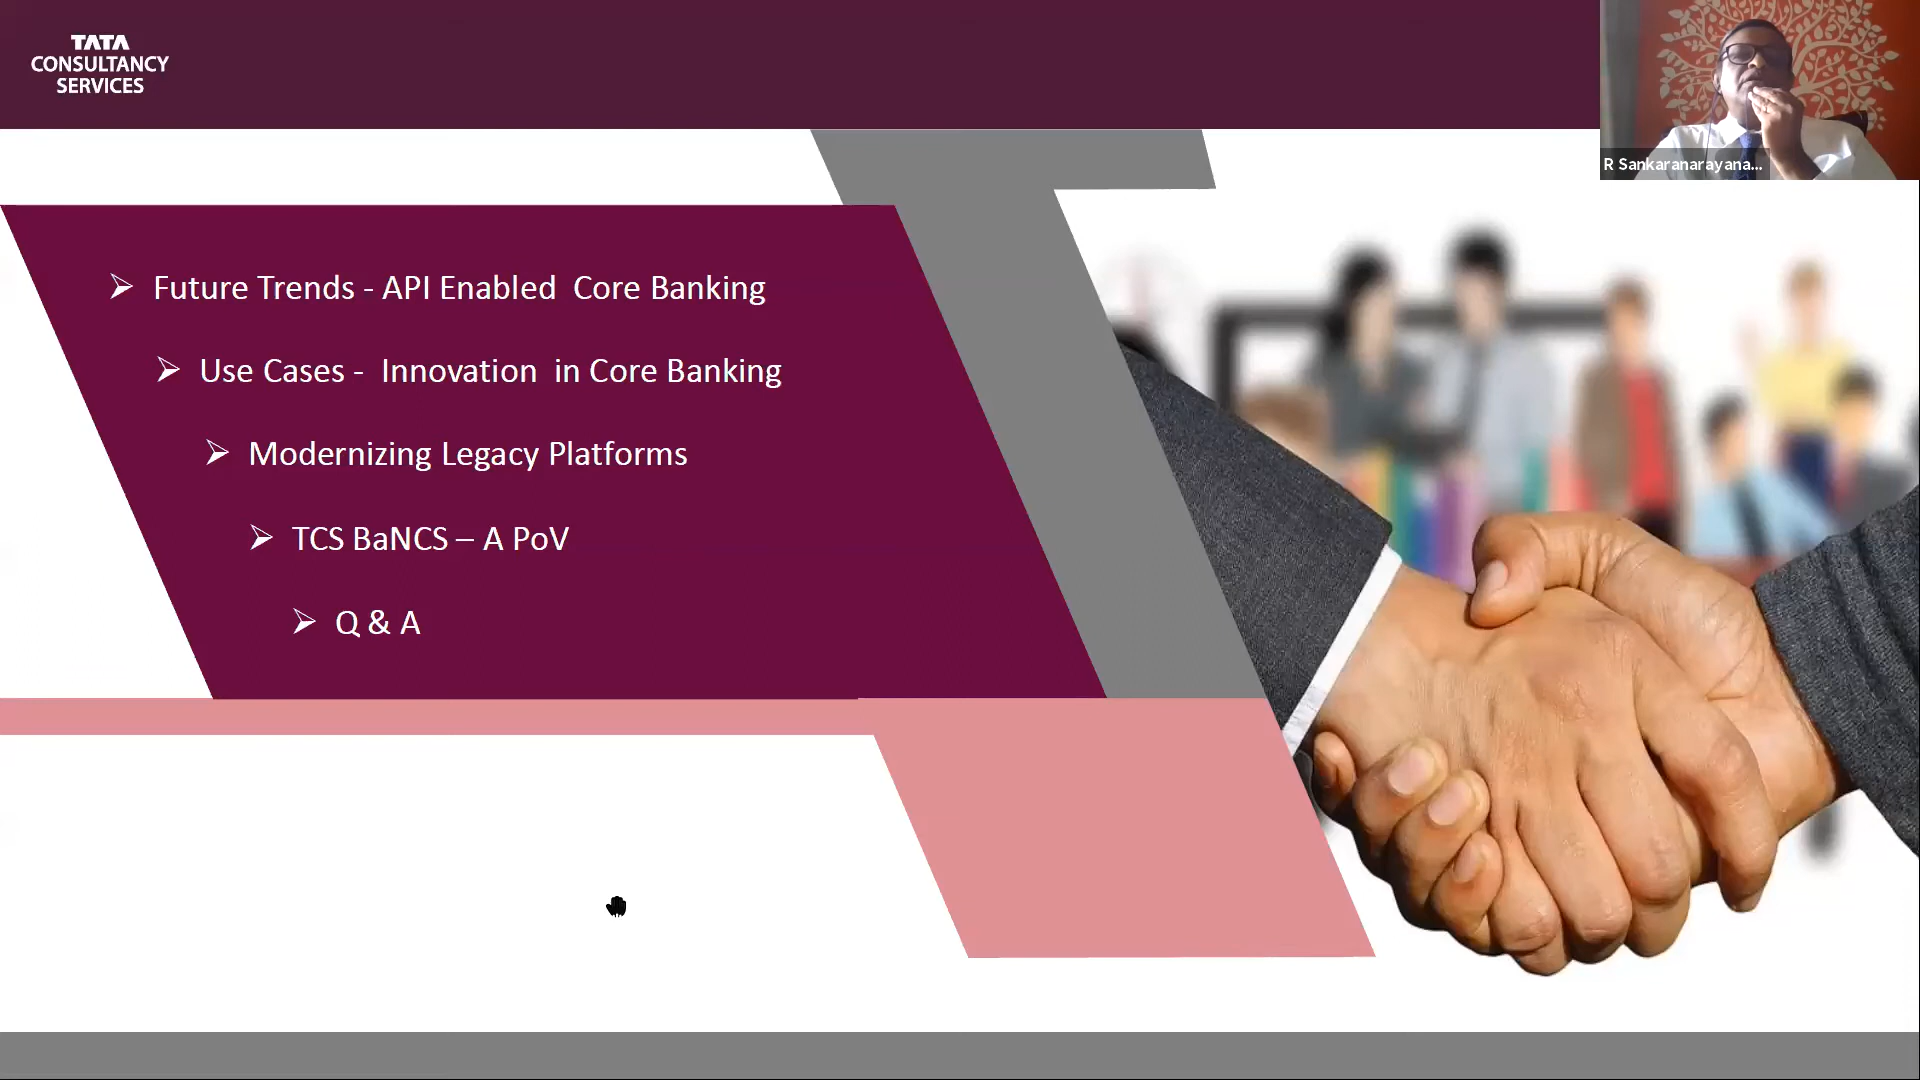 TATA
CONSULTANCY
SERVICES
R Sankaranarayana...
➢ Future Trends - API Enabled  Core Banking
➢ Use Cases -  Innovation  in Core Banking
➢ Modernizing Legacy Platforms
➢ TCS BaNCS – A PoV
➢ Q & A